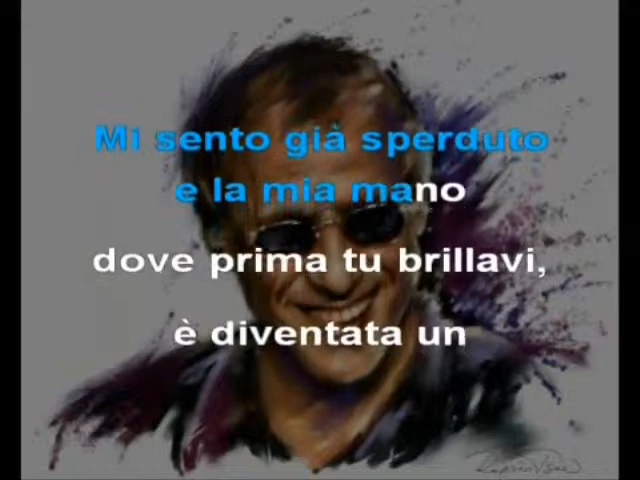 Mi sento già sperduto
e la mia mano
dove prima tu brillavi,
è diventata un